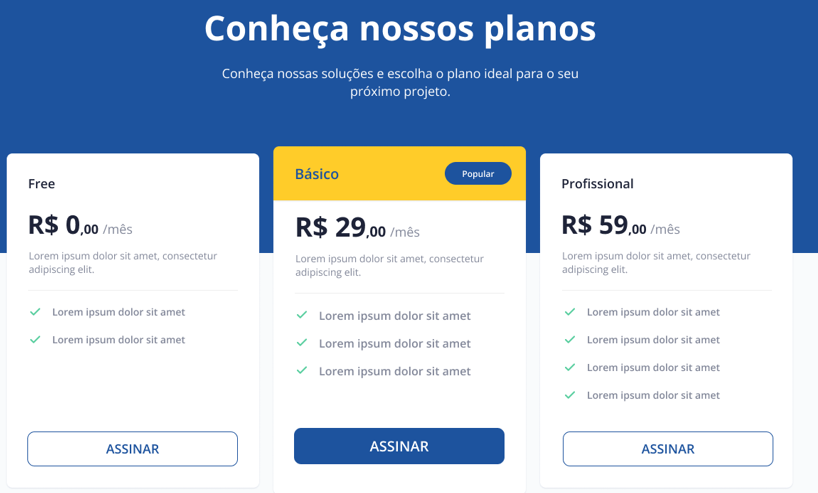 Conheça nossos planos
Conheça nossas soluções e escolha o plano ideal para o seu
próximo projeto.
Free
R$ 0,00 /mês
Lorem ipsum dolor sit amet, consectetur
adipiscing elit.
Lorem ipsum dolor sit amet
Lorem ipsum dolor sit amet
ASSINAR
Básico
Popular
R$ 29,00 /mês
Lorem ipsum dolor sit amet, consectetur
adipiscing elit.
Lorem ipsum dolor sit amet
Lorem ipsum dolor sit amet
Lorem ipsum dolor sit amet
ASSINAR
Profissional
R$ 59,00 /mês
Lorem ipsum dolor sit amet, consectetur
adipiscing elit.
Lorem ipsum dolor sit amet
Lorem ipsum dolor sit amet
Lorem ipsum dolor sit amet
Lorem ipsum dolor sit amet
ASSINAR